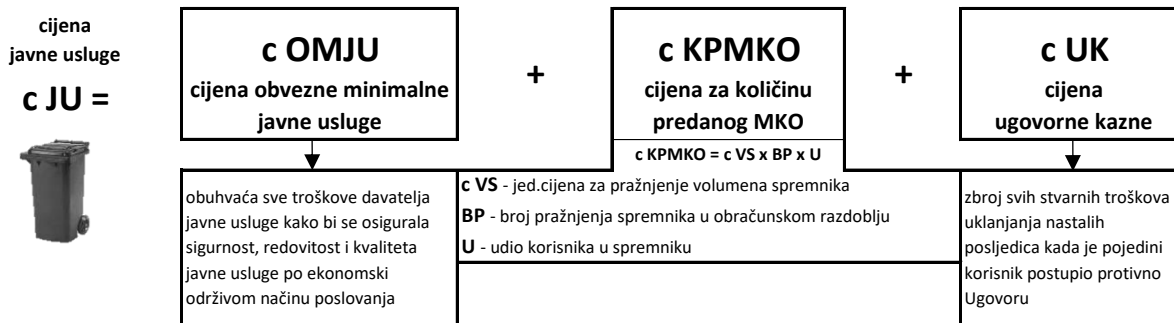 cijena
javne usluge
c JU =
c OMJU
cijena obvezne minimalne
javne usluge
+
c KPMKO
cijena za količinu
predanog MKO
c KPMKO = c VS x BP x U
+
c UK
cijena
ugovorne kazne
obuhvaća sve troškove davatelja
javne usluge kako bi se osigurala
sigurnost, redovitost i kvaliteta
javne usluge po ekonomski
održivom načinu poslovanja
c VS - jed.cijena za pražnjenje volumena spremnika
BP - broj pražnjenja spremnika u obračunskom razdoblju
U - udio korisnika u spremniku
zbroj svih stvarnih troškova
uklanjanja nastalih
posljedica kada je pojedini
korisnik postupio protivno
Ugovoru